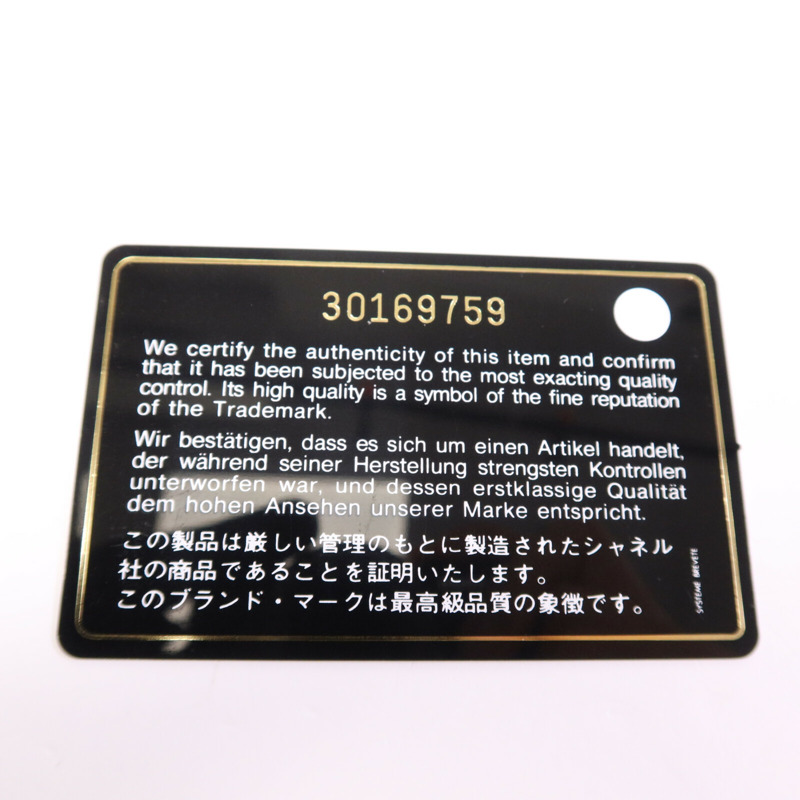 30169759
We certify the authenticity of this item and confirm
that it has been subjected to the most exacting quality
control. Its high quality is a symbol of the fine reputation
of the Trademark.
Wir bestätigen, dass es sich um einen Artikel handelt,
der während seiner Herstellung strengsten Kontrollen
unterworfen war, und dessen erstklassige Qualität
dem hohen Ansehen unserer Marke entspricht.
この製品は厳しい管理のもとに製造されたシャネル
社の商品であることを証明いたします。
このブランド・マークは最高級品質の象徴です。
SYSTEME BREVETE